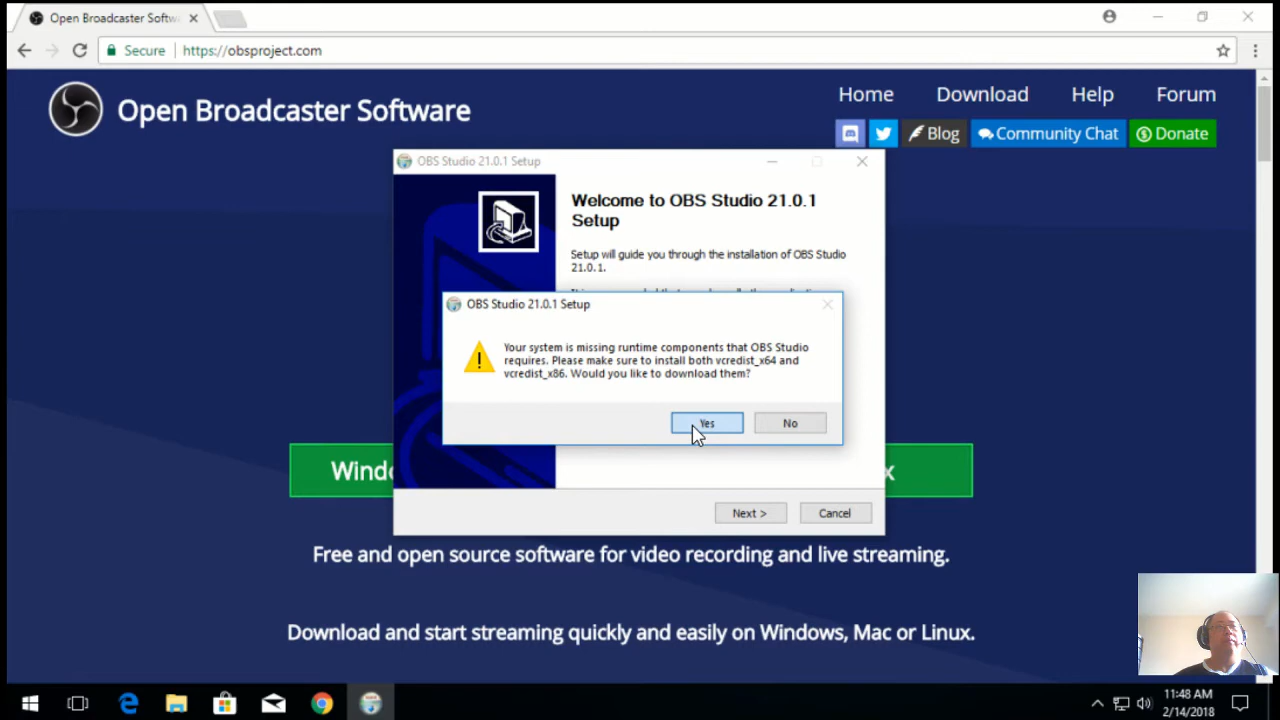 Open Broadcaster Softw
Secure
https://obsproject.com
Open Broadcaster Software
Home
Download
Help
Forum
Blog
Community Chat
Donate
OBS Studio 21.0.1 Setup
Welcome to OBS Studio 21.0.1
Setup
Setup will guide you through the installation of OBS Studio
21.0.1.
OBS Studio 21.0.1 Setup
Your system is missing runtime components that OBS Studio
requires. Please make sure to install both vcredist_x64 and
vcredist_x86. Would you like to download them?
Yes
No
Wind
x
Next >
Cancel
Free and open source software for video recording and live streaming.
Download and start streaming quickly and easily on Windows, Mac or Linux.
11:48 AM
2/14/2018